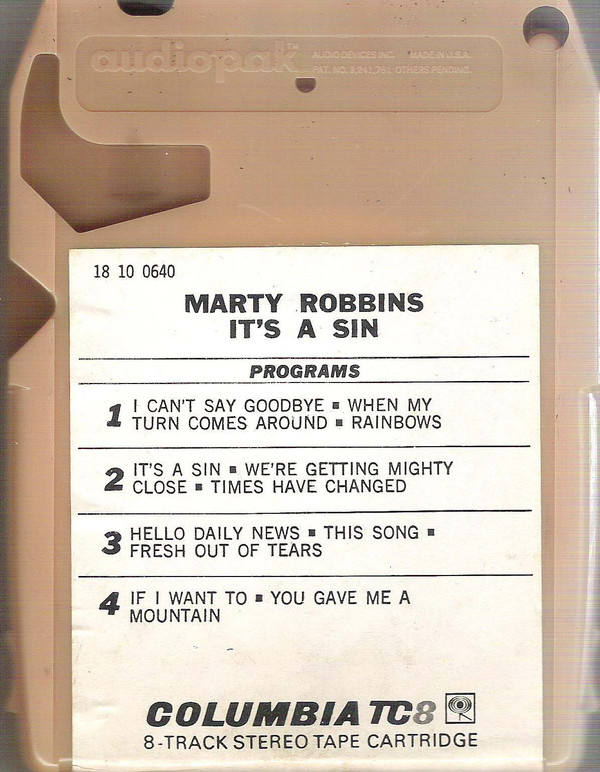 audiopak™ AUDIO DEVICES INC. MADE IN U.S.A.
PAT. NO. 3,241,761 OTHERS PENDING.
18 10 0640
MARTY ROBBINS
IT'S A SIN
PROGRAMS
1 I CAN'T SAY GOODBYE ▪ WHEN MY
TURN COMES AROUND ▪ RAINBOWS
2 IT'S A SIN ▪ WE'RE GETTING MIGHTY
CLOSE ▪ TIMES HAVE CHANGED
3 HELLO DAILY NEWS ▪ THIS SONG ▪
FRESH OUT OF TEARS
4 IF I WANT TO ▪ YOU GAVE ME A
MOUNTAIN
COLUMBIA TC8
8-TRACK STEREO TAPE CARTRIDGE